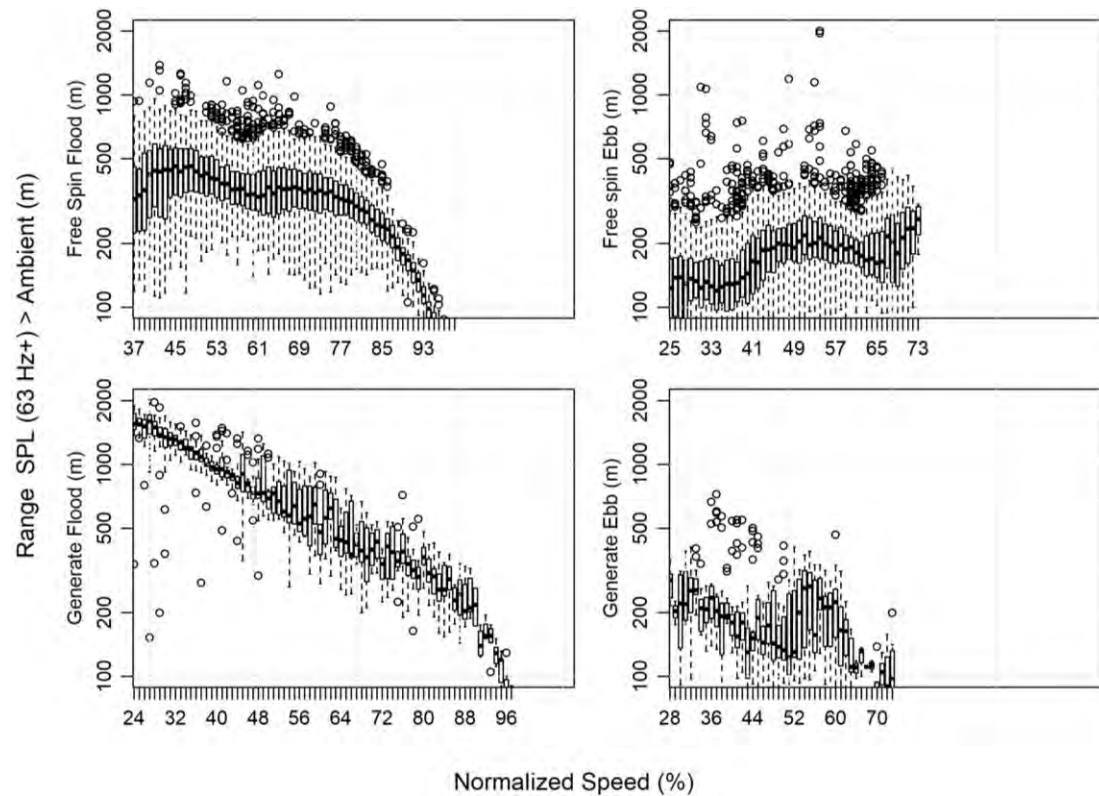 Range SPL (63 Hz+) > Ambient (m)
Free Spin Flood (m)
2000
1000
500
200
100
37 45 53 61 69 77 85 93
Free spin Ebb (m)
2000
1000
500
200
100
25 33 41 49 57 65 73
Generate Flood (m)
2000
1000
500
200
100
24 32 40 48 56 64 72 80 88 96
Generate Ebb (m)
2000
1000
500
200
100
28 36 44 52 60 70
Normalized Speed (%)